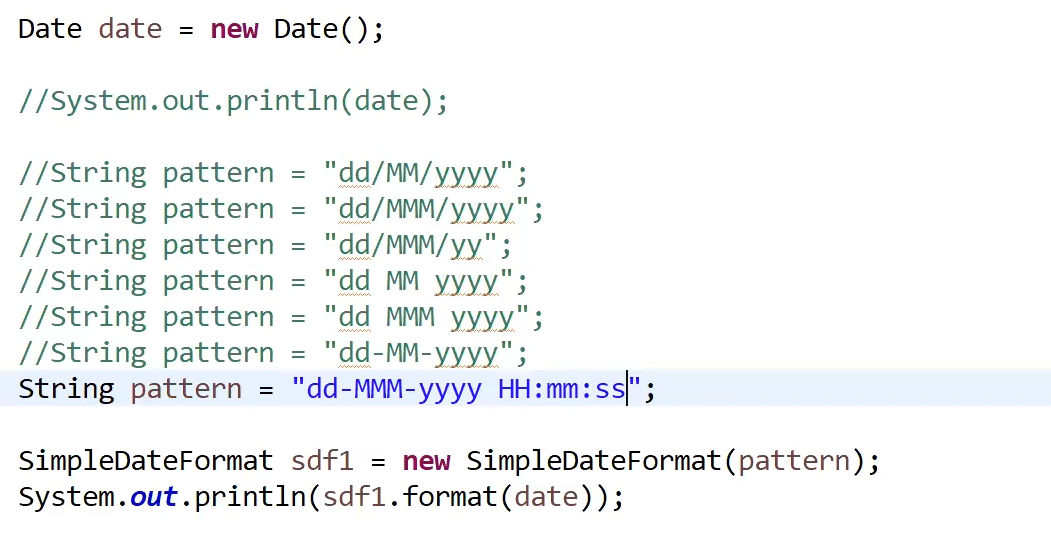 Date date = new Date();
//System.out.println(date);
//String pattern = "dd/MM/yyyy";
//String pattern = "dd/MMM/yyyy";
//String pattern = "dd/MMM/yy";
//String pattern = "dd MM yyyy";
//String pattern = "dd MMM yyyy";
//String pattern = "dd-MM-yyyy";
String pattern = "dd-MMM-yyyy HH:mm:ss";
SimpleDateFormat sdf1 = new SimpleDateFormat(pattern);
System.out.println(sdf1.format(date));